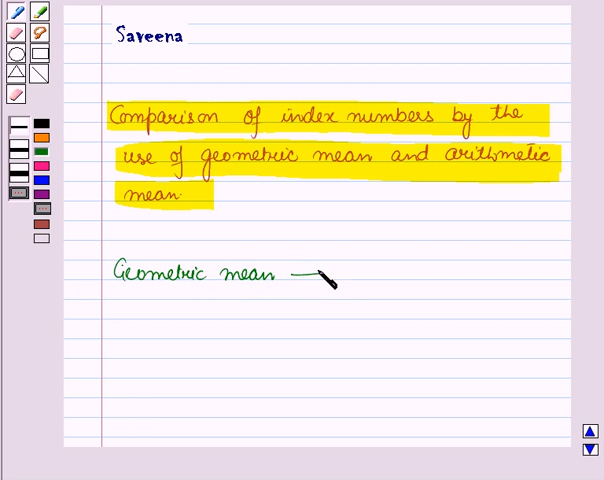 Saveena
Comparison of index numbers by the
use of geometric mean and arithmetic
mean.
Geometric mean —